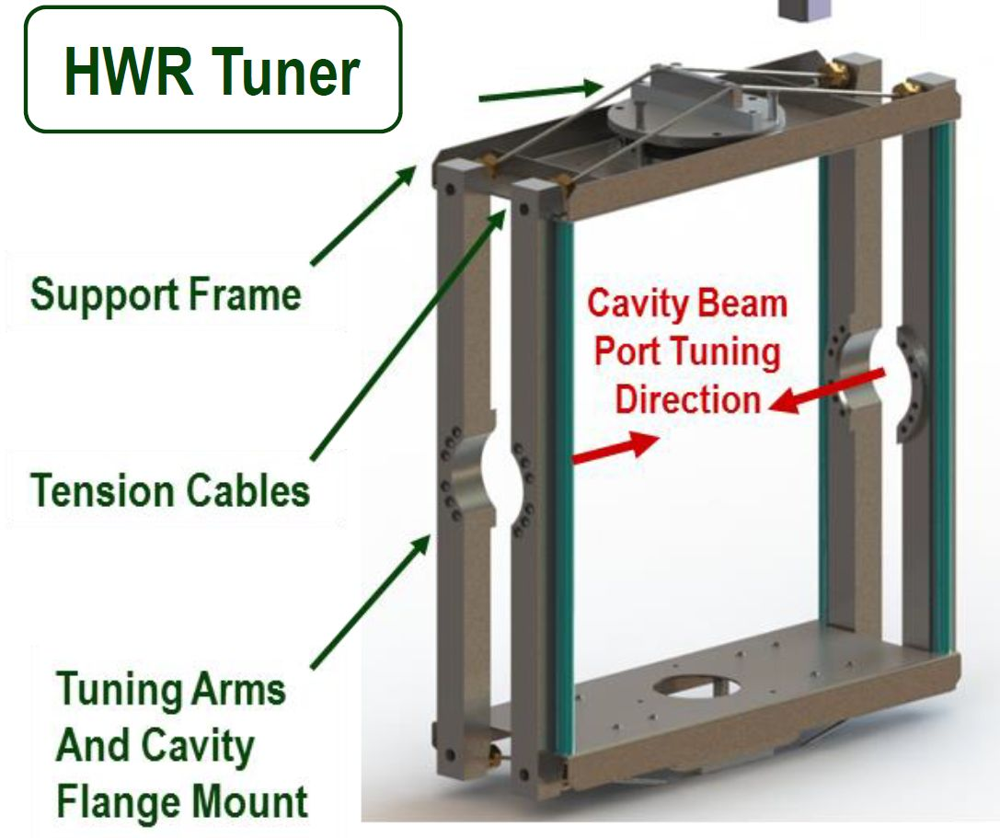 HWR Tuner
Support Frame
Cavity Beam
Port Tuning
Direction
Tension Cables
Tuning Arms
And Cavity
Flange Mount